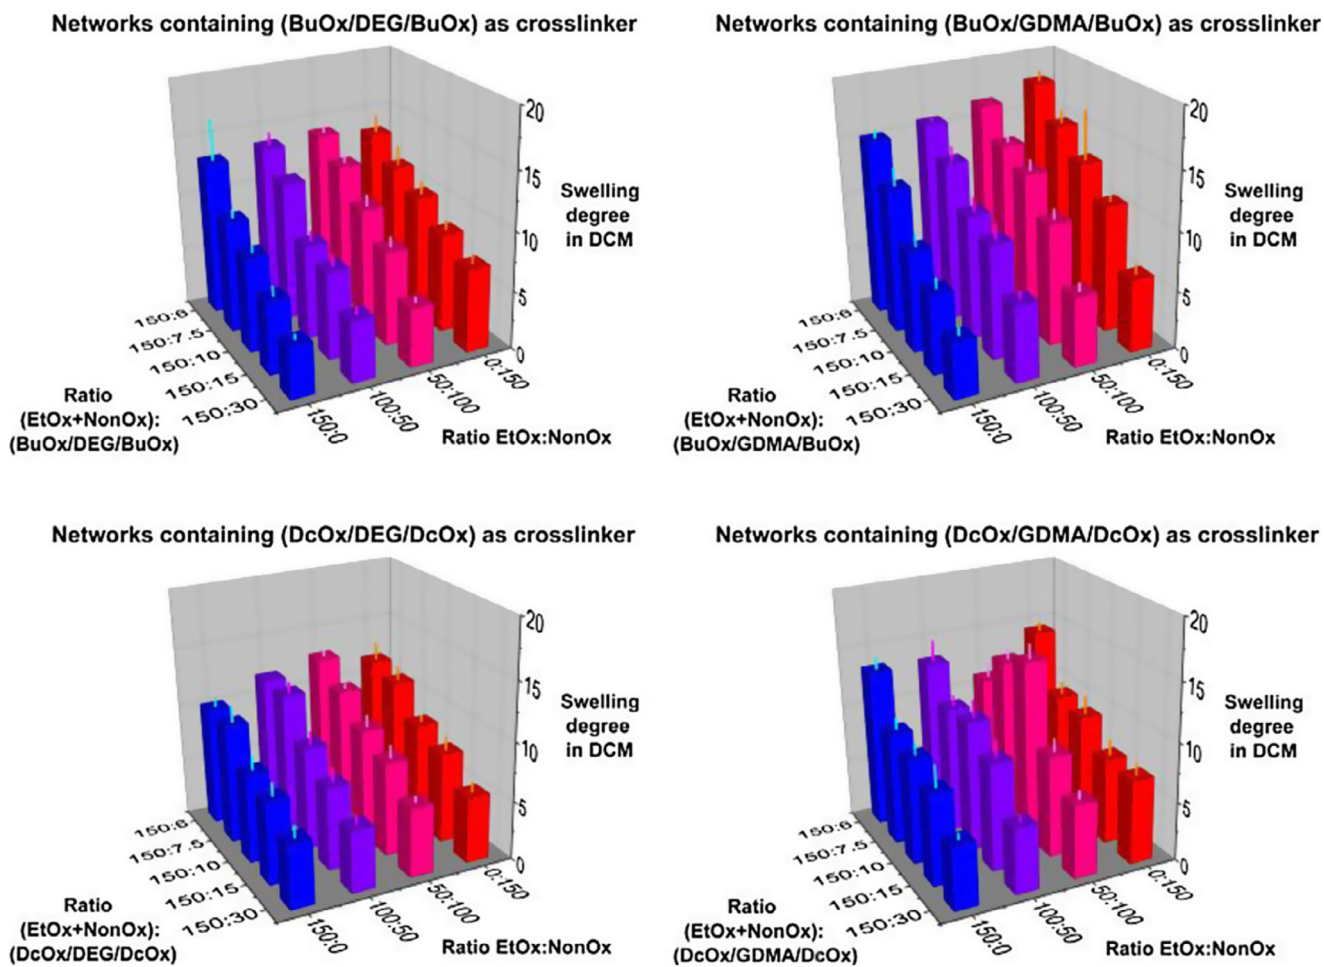 Networks containing (BuOx/DEG/BuOx) as crosslinker
20
15
10
5
0
Swelling
degree
in DCM
150:6
150:7.5
150:10
150:15
150:30
Ratio
(EtOx+NonOx):
(BuOx/DEG/BuOx)
150:0
100:50
50:100
0:150
Ratio EtOx:NonOx
Networks containing (BuOx/GDMA/BuOx) as crosslinker
20
15
10
5
0
Swelling
degree
in DCM
150:6
150:7.5
150:10
150:15
150:30
Ratio
(EtOx+NonOx):
(BuOx/GDMA/BuOx)
150:0
100:50
50:100
0:150
Ratio EtOx:NonOx
Networks containing (DcOx/DEG/DcOx) as crosslinker
20
15
10
5
0
Swelling
degree
in DCM
150:6
150:7.5
150:10
150:15
150:30
Ratio
(EtOx+NonOx):
(DcOx/DEG/DcOx)
150:0
100:50
50:100
0:150
Ratio EtOx:NonOx
Networks containing (DcOx/GDMA/DcOx) as crosslinker
20
15
10
5
0
Swelling
degree
in DCM
150:6
150:7.5
150:10
150:15
150:30
Ratio
(EtOx+NonOx):
(DcOx/GDMA/DcOx)
150:0
100:50
50:100
0:150
Ratio EtOx:NonOx